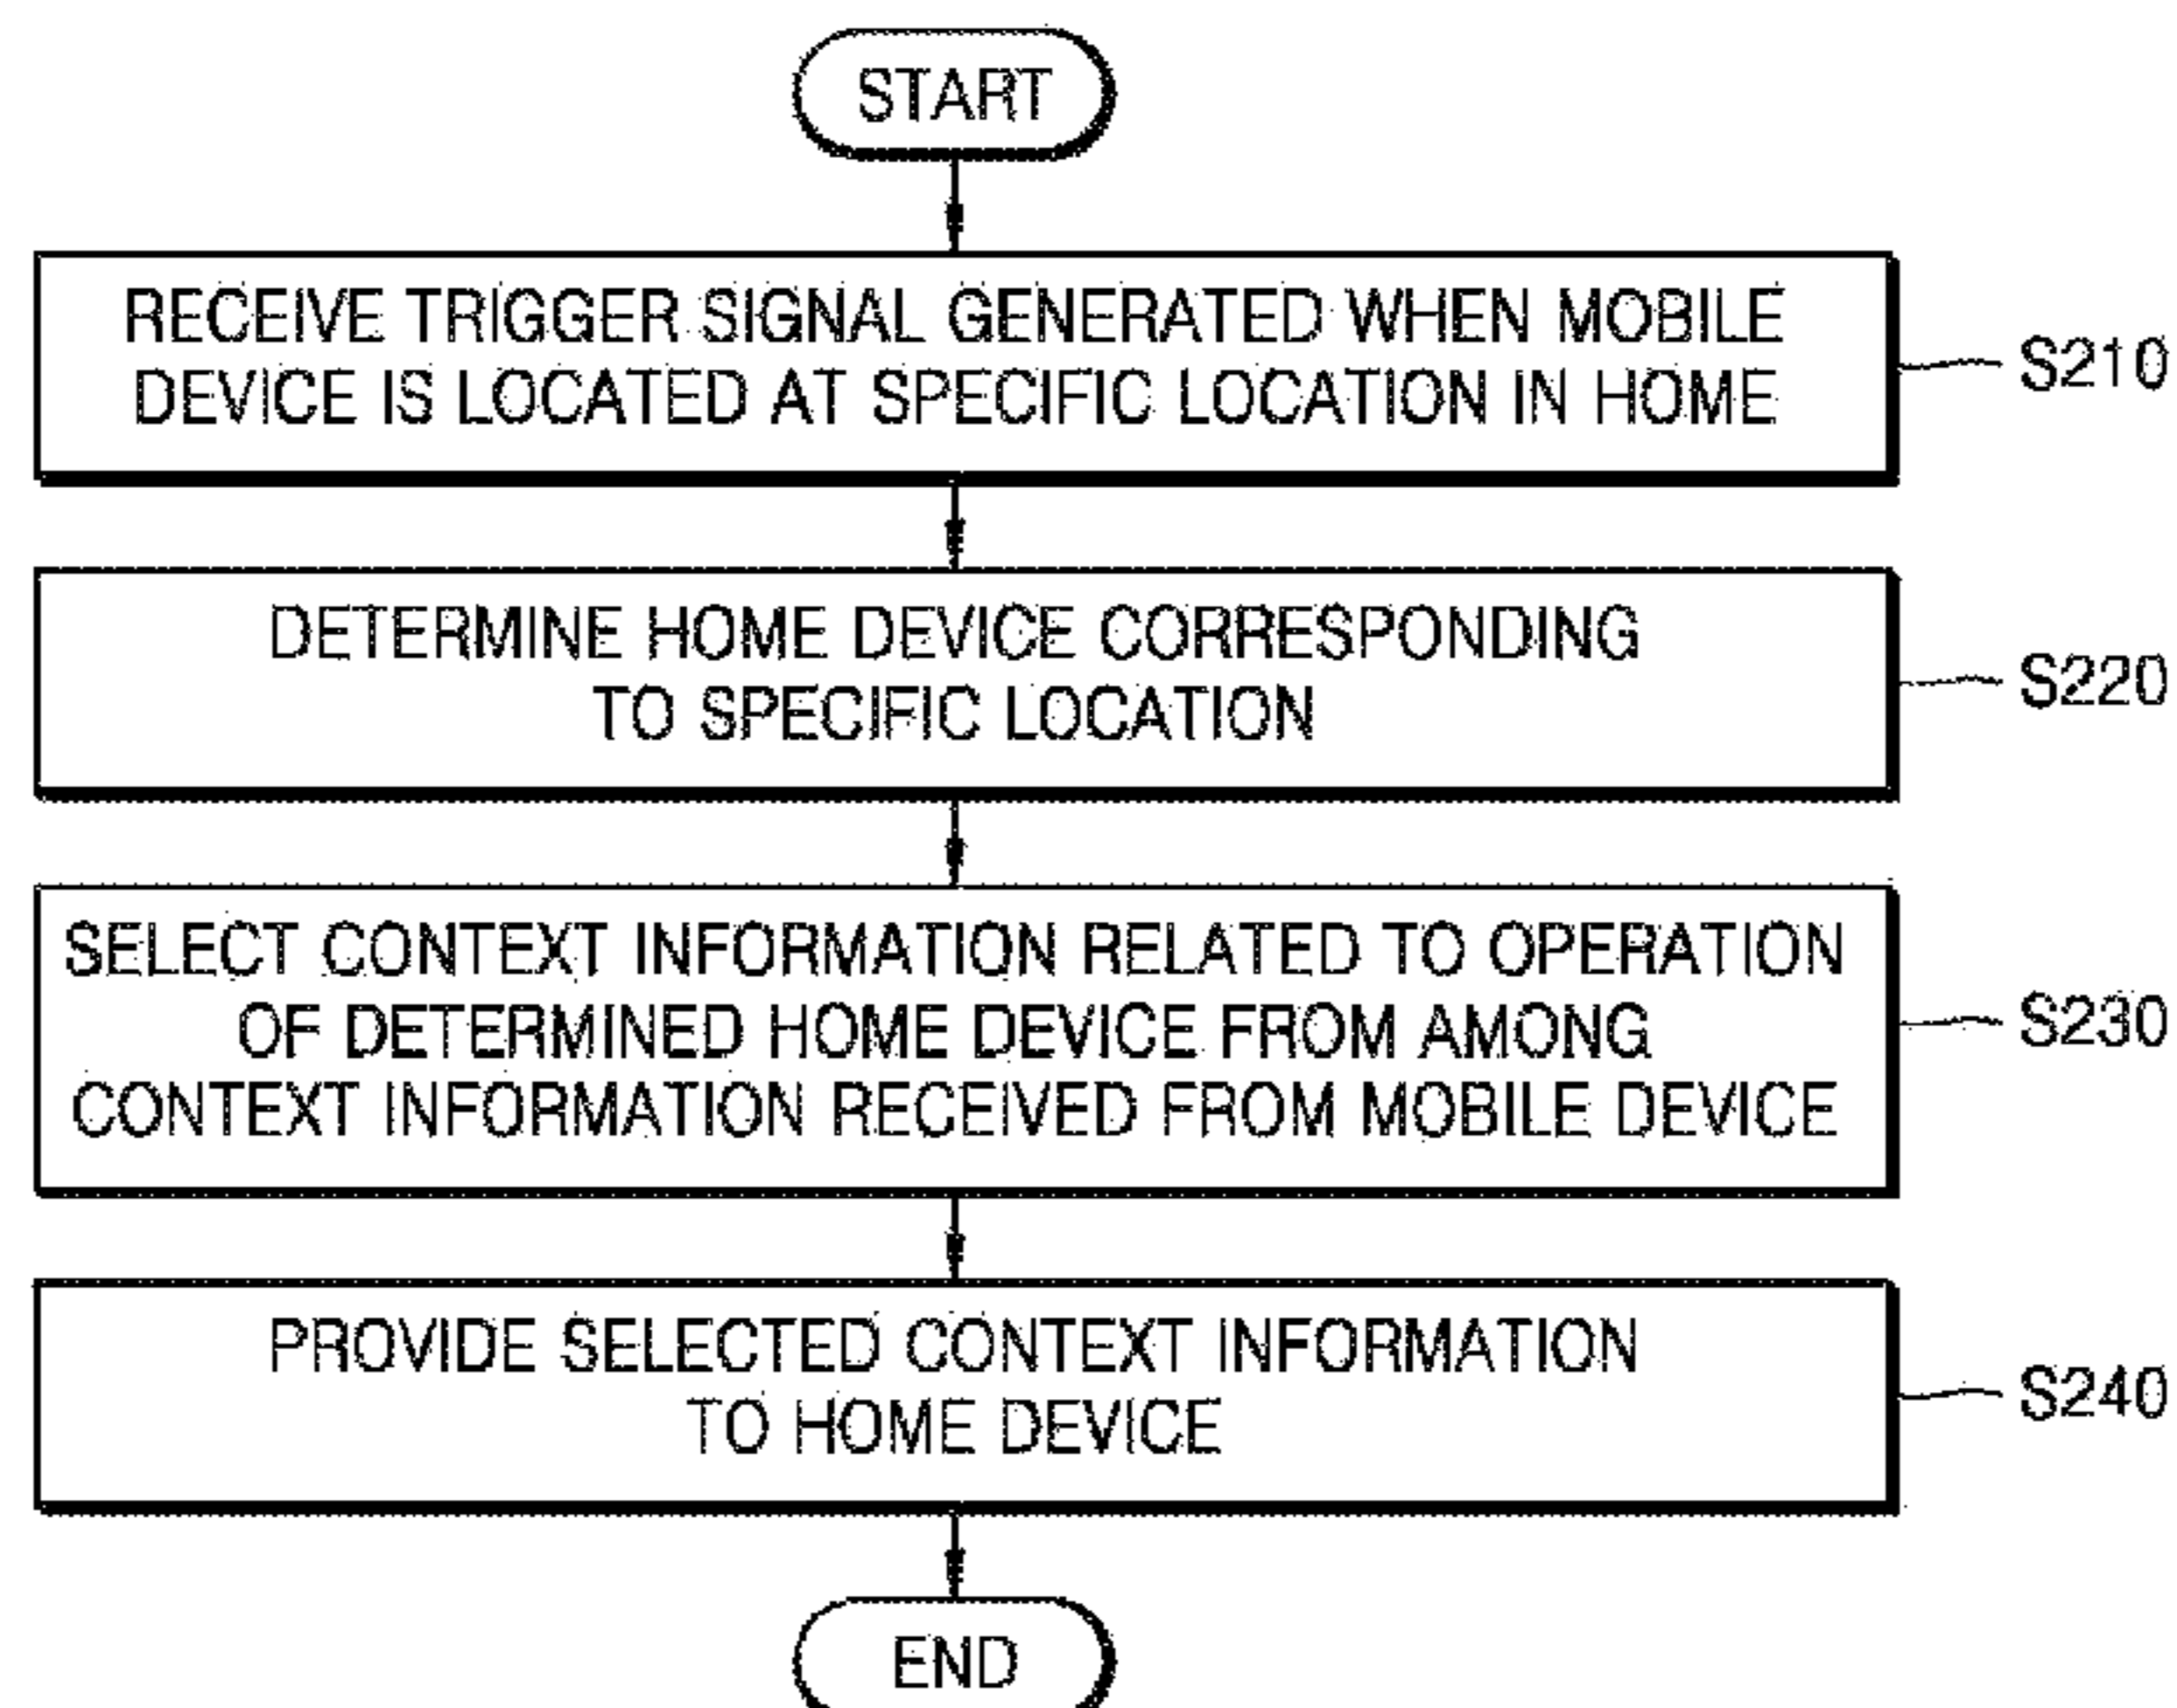 START
RECEIVE TRIGGER SIGNAL GENERATED WHEN MOBILE
DEVICE IS LOCATED AT SPECIFIC LOCATION IN HOME
S210
DETERMINE HOME DEVICE CORRESPONDING
TO SPECIFIC LOCATION
S220
SELECT CONTEXT INFORMATION RELATED TO OPERATION
OF DETERMINED HOME DEVICE FROM AMONG
CONTEXT INFORMATION RECEIVED FROM MOBILE DEVICE
S230
PROVIDE SELECTED CONTEXT INFORMATION
TO HOME DEVICE
S240
END